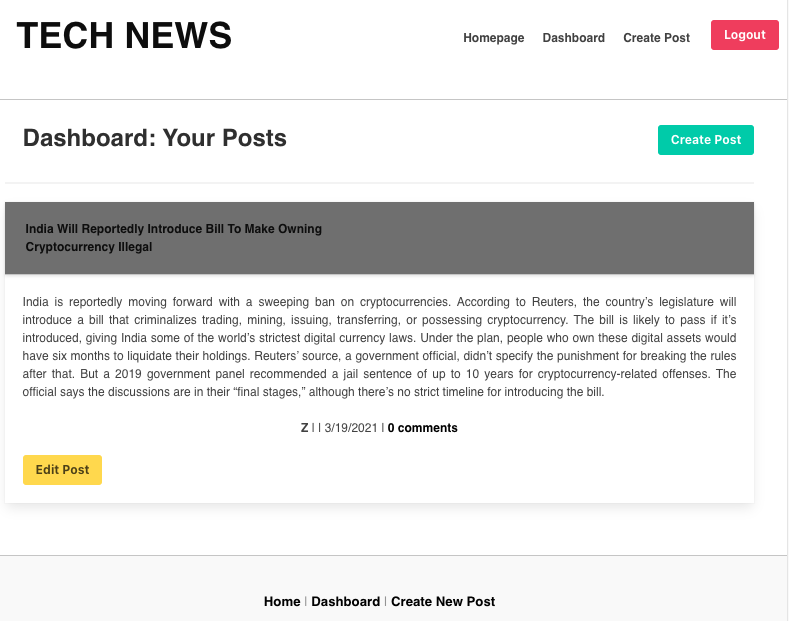 TECH NEWS
Homepage Dashboard Create Post Logout
Dashboard: Your Posts
Create Post
India Will Reportedly Introduce Bill To Make Owning
Cryptocurrency Illegal
India is reportedly moving forward with a sweeping ban on cryptocurrencies. According to Reuters, the country’s legislature will
introduce a bill that criminalizes trading, mining, issuing, transferring, or possessing cryptocurrency. The bill is likely to pass if it’s
introduced, giving India some of the world’s strictest digital currency laws. Under the plan, people who own these digital assets would
have six months to liquidate their holdings. Reuters’ source, a government official, didn’t specify the punishment for breaking the rules
after that. But a 2019 government panel recommended a jail sentence of up to 10 years for cryptocurrency-related offenses. The
official says the discussions are in their “final stages,” although there’s no strict timeline for introducing the bill.
Z | | 3/19/2021 | 0 comments
Edit Post
Home | Dashboard | Create New Post